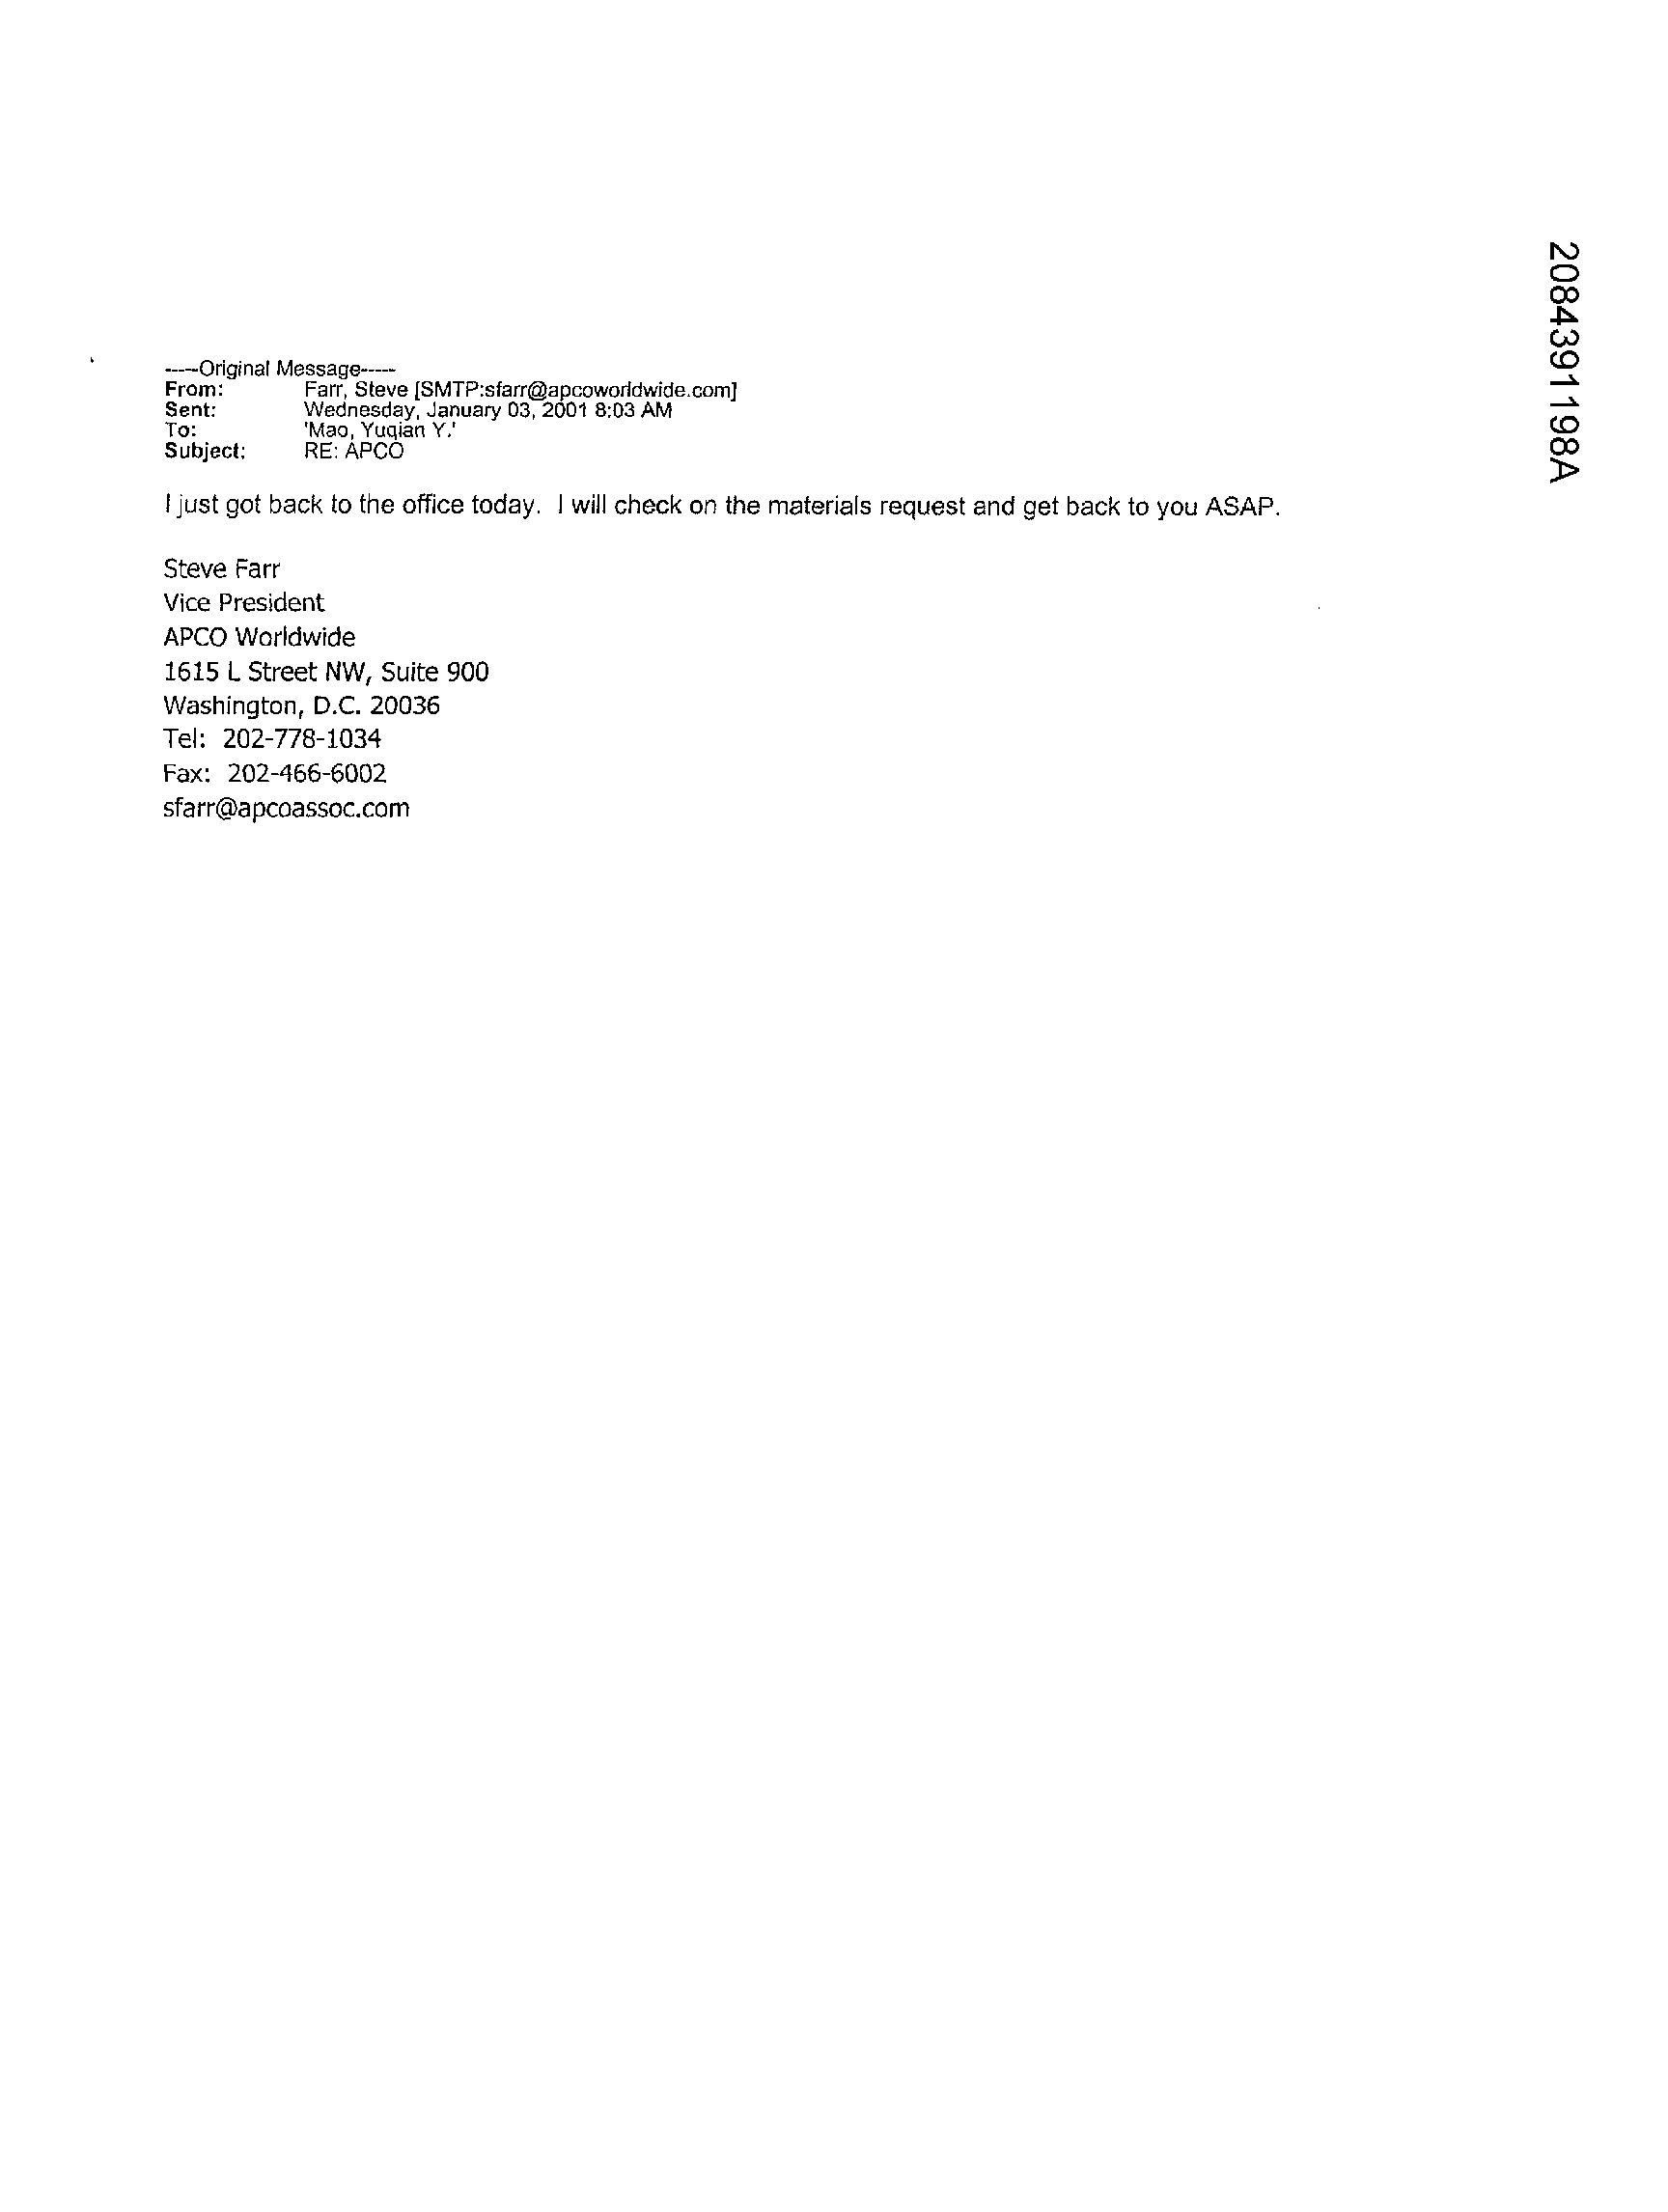 -----Original Message-----
From: Farr, Steve [SMTP:sfarr@apcoworldwide.com]
Sent: Wednesday, January 03, 2001 8:03 AM
To: 'Mao, Yuqian Y.'
Subject: RE: APCO
I just got back to the office today. I will check on the materials request and get back to you ASAP.
Steve Farr
Vice President
APCO Worldwide
1615 L Street NW, Suite 900
Washington, D.C. 20036
Tel: 202-778-1034
Fax: 202-466-6002
sfarr@apcoassoc.com
2084391198A